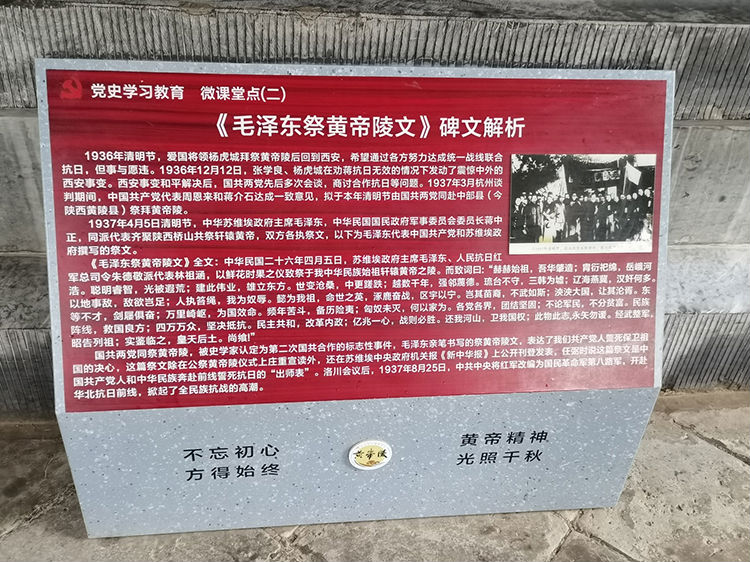 党史学习教育 微课堂点(二)
《毛泽东祭黄帝陵文》碑文解析
1936年清明节，爱国将领杨虎城拜祭黄帝陵后回到西安，希望通过各方努力达成统一战线联合
抗日，但事与愿违。1936年12月12日，张学良、杨虎城在劝蒋抗日无效的情况下发动了震惊中外的
西安事变。西安事变和平解决后，国共两党先后多次会谈，商讨合作抗日等问题。1937年3月杭州谈
判期间，中国共产党代表周恩来和蒋介石达成一致意见，拟于本年清明节由国共两党同赴中部县（今
陕西黄陵县）祭拜黄帝陵。
1937年4月5日清明节，中华苏维埃政府主席毛泽东，中华民国国民政府军事委员会委员长蒋中
正，同派代表齐聚陕西桥山共祭轩辕黄帝，双方各执祭文，以下为毛泽东代表中国共产党和苏维埃政
府撰写的祭文。
《毛泽东祭黄帝陵文》全文：中华民国二十六年四月五日，苏维埃政府主席毛泽东、人民抗日红
军总司令朱德敬派代表林祖涵，以鲜花时果之仪致祭于我中华民族始祖轩辕黄帝之陵。而致词曰："赫赫始祖，吾华肇造；胄衍祀绵，岳峨河
浩。聪明睿智，光被遐荒；建此伟业，雄立东方。世变沧桑，中更蹉跌；越数千年，强邻蔑德。琉台不守，三韩为墟；辽海燕冀，汉奸何多。
以地事敌，敌欲岂足；人执笞绳，我为奴辱。懿为我祖，命世之英，涿鹿奋战，区宇以宁。岂其苗裔，不武如斯；泱泱大国，让其沦胥。东
等不才，剑屦俱奋；万里崎岖，为国效命。频年苦斗，备历险夷；匈奴未灭，何以家为。各党各界，团结坚固；不论军民，不分贫富。民族
阵线，救国良方；四万万众，坚决抵抗。民主共和，改革内政；亿兆一心，战则必胜。还我河山，卫我国权；此物此志，永矢勿谖。经武整军，
昭告列祖；实鉴临之，皇天后土。尚飨!"
国共两党同祭黄帝陵，被史学家认定为第二次国共合作的标志性事件，毛泽东亲笔书写的祭黄帝陵文，表达了我们共产党人誓死保卫祖
国的决心，这篇祭文除在公祭黄帝陵仪式上庄重宣读外，还在苏维埃中央政府机关报《新中华报》上公开刊登发表，任弼时说这篇祭文是中
国共产党人和中华民族奔赴前线誓死抗日的"出师表"。洛川会议后，1937年8月25日，中共中央将红军改编为国民革命军第八路军，开赴
华北抗日前线，掀起了全民族抗战的高潮。
不忘初心
方得始终
黄帝陵
黄帝精神
光照千秋